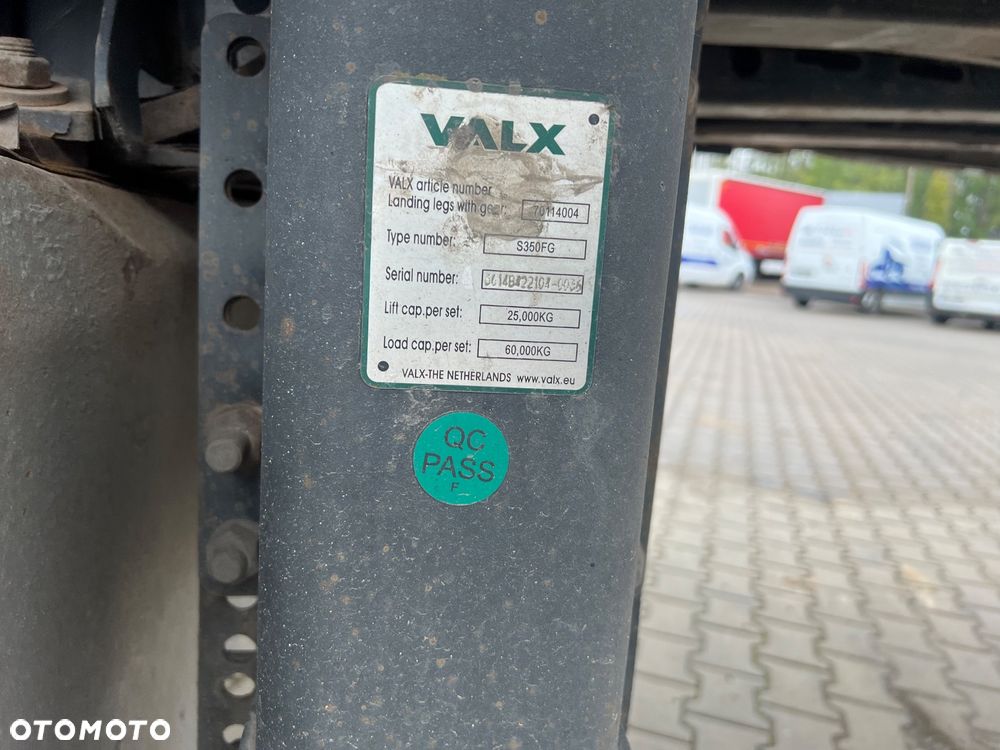 VALX
VALX article number
Landing legs with gear: 70114004
Type number: S350FG
Serial number:
Lift cap.per set: 25,000KG
Load cap.per set: 60,000KG
VALX-THE NETHERLANDS www.valx.eu
QC
PASS
F
OTOMOTO